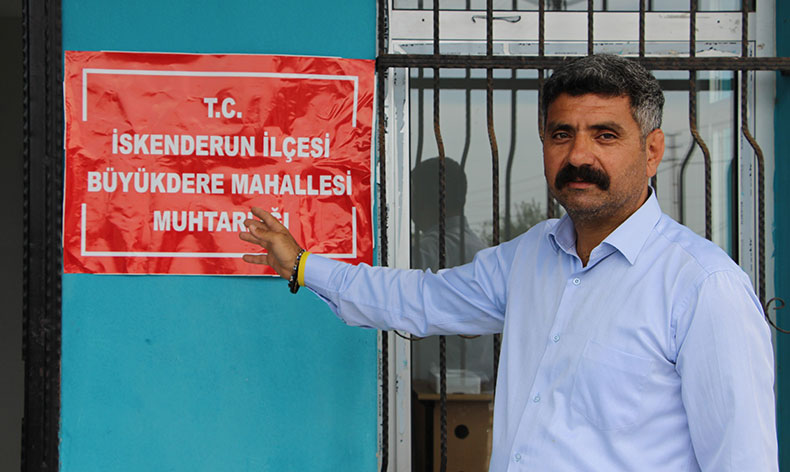 T.C.
İSKENDERUN İLÇESİ
BÜYÜKDERE MAHALLESİ